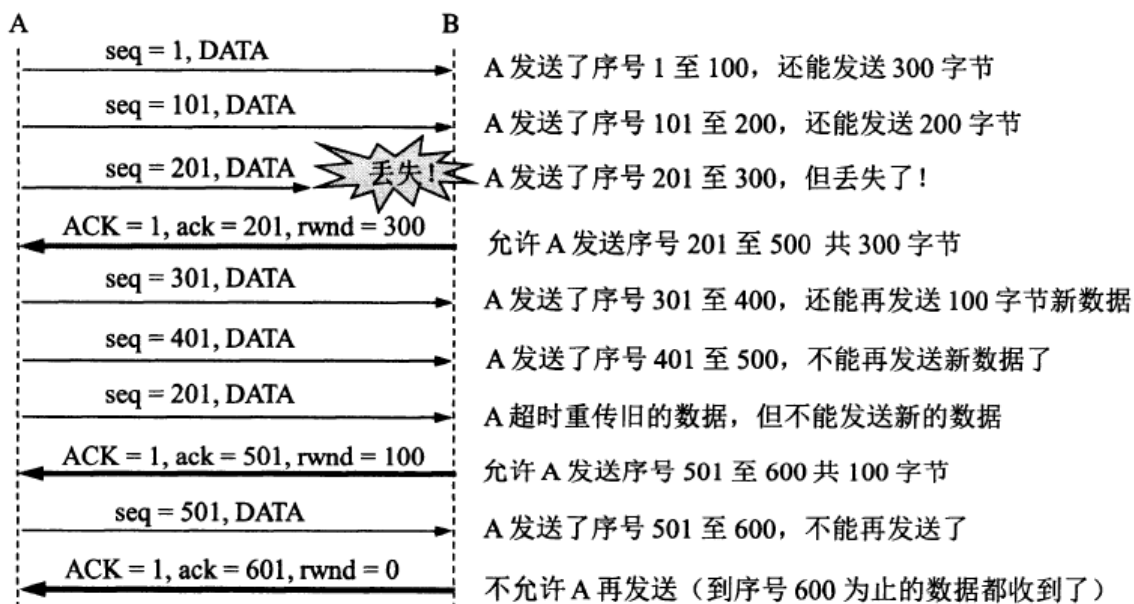 A B
seq = 1, DATA A 发送了序号 1 至 100，还能发送 300 字节
seq = 101, DATA A 发送了序号 101 至 200，还能发送 200 字节
seq = 201, DATA 丢失！ A 发送了序号 201 至 300，但丢失了！
ACK = 1, ack = 201, rwnd = 300 允许 A 发送序号 201 至 500 共 300 字节
seq = 301, DATA A 发送了序号 301 至 400，还能再发送 100 字节新数据
seq = 401, DATA A 发送了序号 401 至 500，不能再发送新数据了
seq = 201, DATA A 超时重传旧的数据，但不能发送新的数据
ACK = 1, ack = 501, rwnd = 100 允许 A 发送序号 501 至 600 共 100 字节
seq = 501, DATA A 发送了序号 501 至 600，不能再发送了
ACK = 1, ack = 601, rwnd = 0 不允许 A 再发送（到序号 600 为止的数据都收到了）